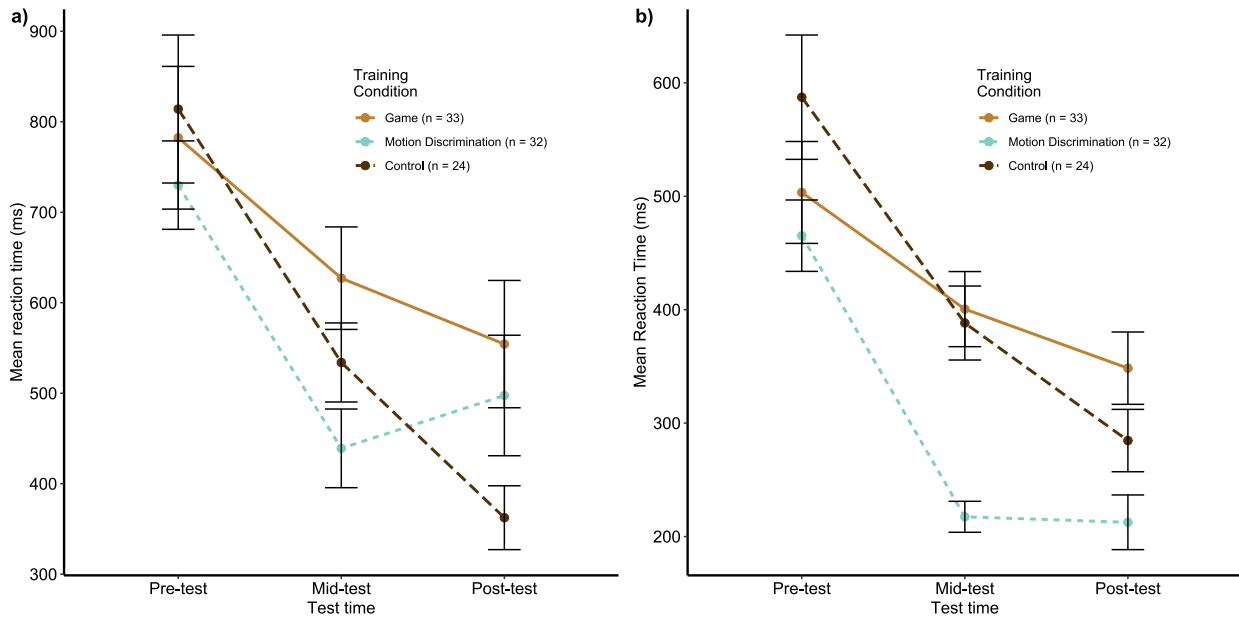 a)
900
800
700
600
500
400
300
Mean reaction time (ms)
Training
Condition
Game (n = 33)
Motion Discrimination (n = 32)
Control (n = 24)
Pre-test
Mid-test
Post-test
Test time
b)
600
500
400
300
200
Mean Reaction Time (ms)
Training
Condition
Game (n = 33)
Motion Discrimination (n = 32)
Control (n = 24)
Pre-test
Mid-test
Post-test
Test time